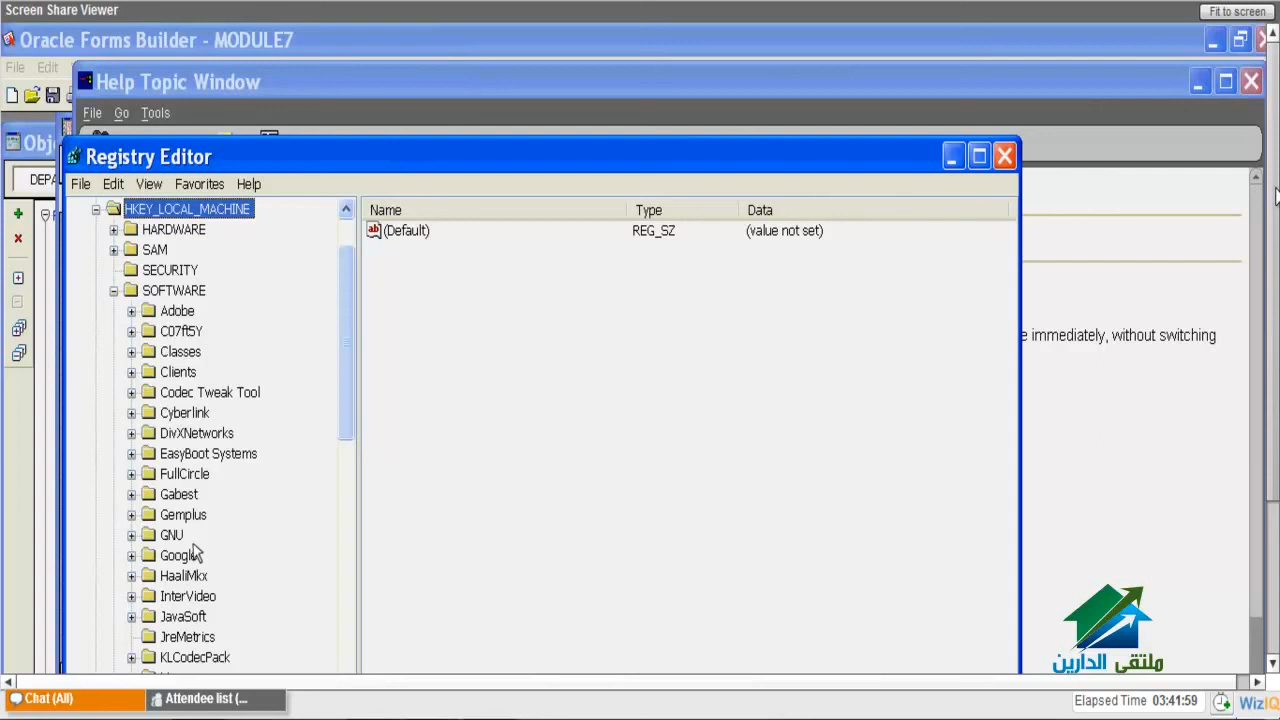 Screen Share Viewer
Fit to screen
Oracle Forms Builder - MODULE7
File Edit
Help Topic Window
File Go Tools
Obj
DEPA
Registry Editor
File Edit View Favorites Help
HKEY_LOCAL_MACHINE
HARDWARE
SAM
SECURITY
SOFTWARE
Adobe
C07ft5Y
Classes
Clients
Codec Tweak Tool
Cyberlink
DivXNetworks
EasyBoot Systems
FullCircle
Gabest
Gemplus
GNU
Google
HaaliMkx
InterVideo
JavaSoft
JreMetrics
KLCodecPack
Name Type Data
ab (Default) REG_SZ (value not set)
e immediately, without switching
ملتقى الدارين
Chat (All)
Attendee list (...
Elapsed Time 03:41:59
WizIQ